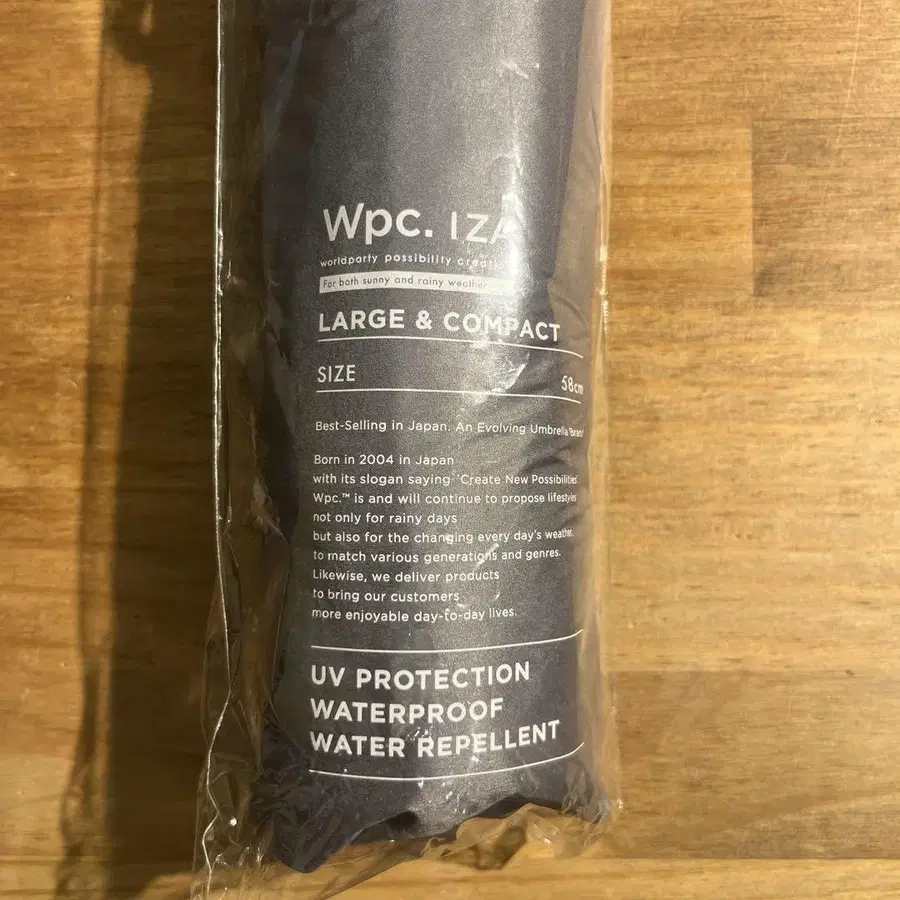 Wpc. IZA
worldparty possibility creation
For both sunny and rainy weather
LARGE & COMPACT
SIZE 58cm
Best-Selling in Japan. An Evolving Umbrella Brand
Born in 2004 in Japan
with its slogan saying 'Create New Possibilities'
Wpc.™ is and will continue to propose lifestyles
not only for rainy days
but also for the changing every day's weather.
to match various generations and genres.
Likewise, we deliver products
to bring our customers
more enjoyable day-to-day lives.
UV PROTECTION
WATERPROOF
WATER REPELLENT